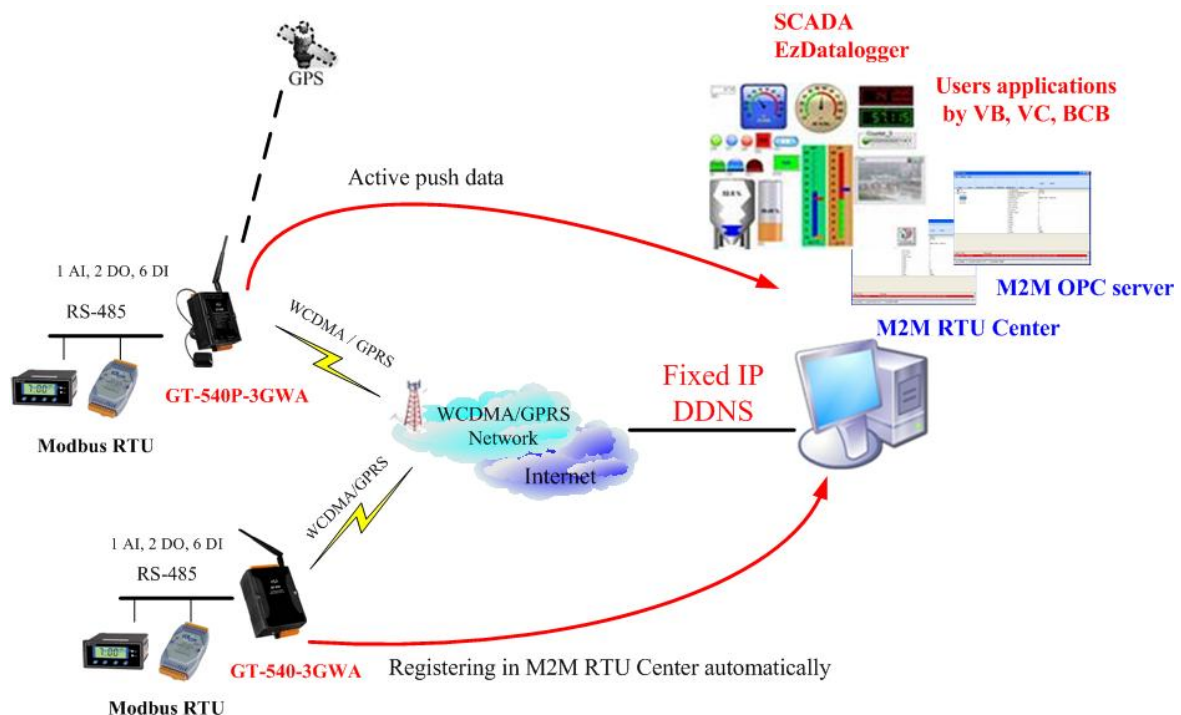 SCADA
EzDatalogger
Users applications
by VB, VC, BCB
GPS
Active push data
1 AI, 2 DO, 6 DI
RS-485
WCDMA / GPRS
GT-540P-3GWA
Modbus RTU
M2M OPC server
M2M RTU Center
Fixed IP
DDNS
WCDMA/GPRS
Network
Internet
WCDMA/GPRS
1 AI, 2 DO, 6 DI
RS-485
GT-540-3GWA
Registering in M2M RTU Center automatically
Modbus RTU